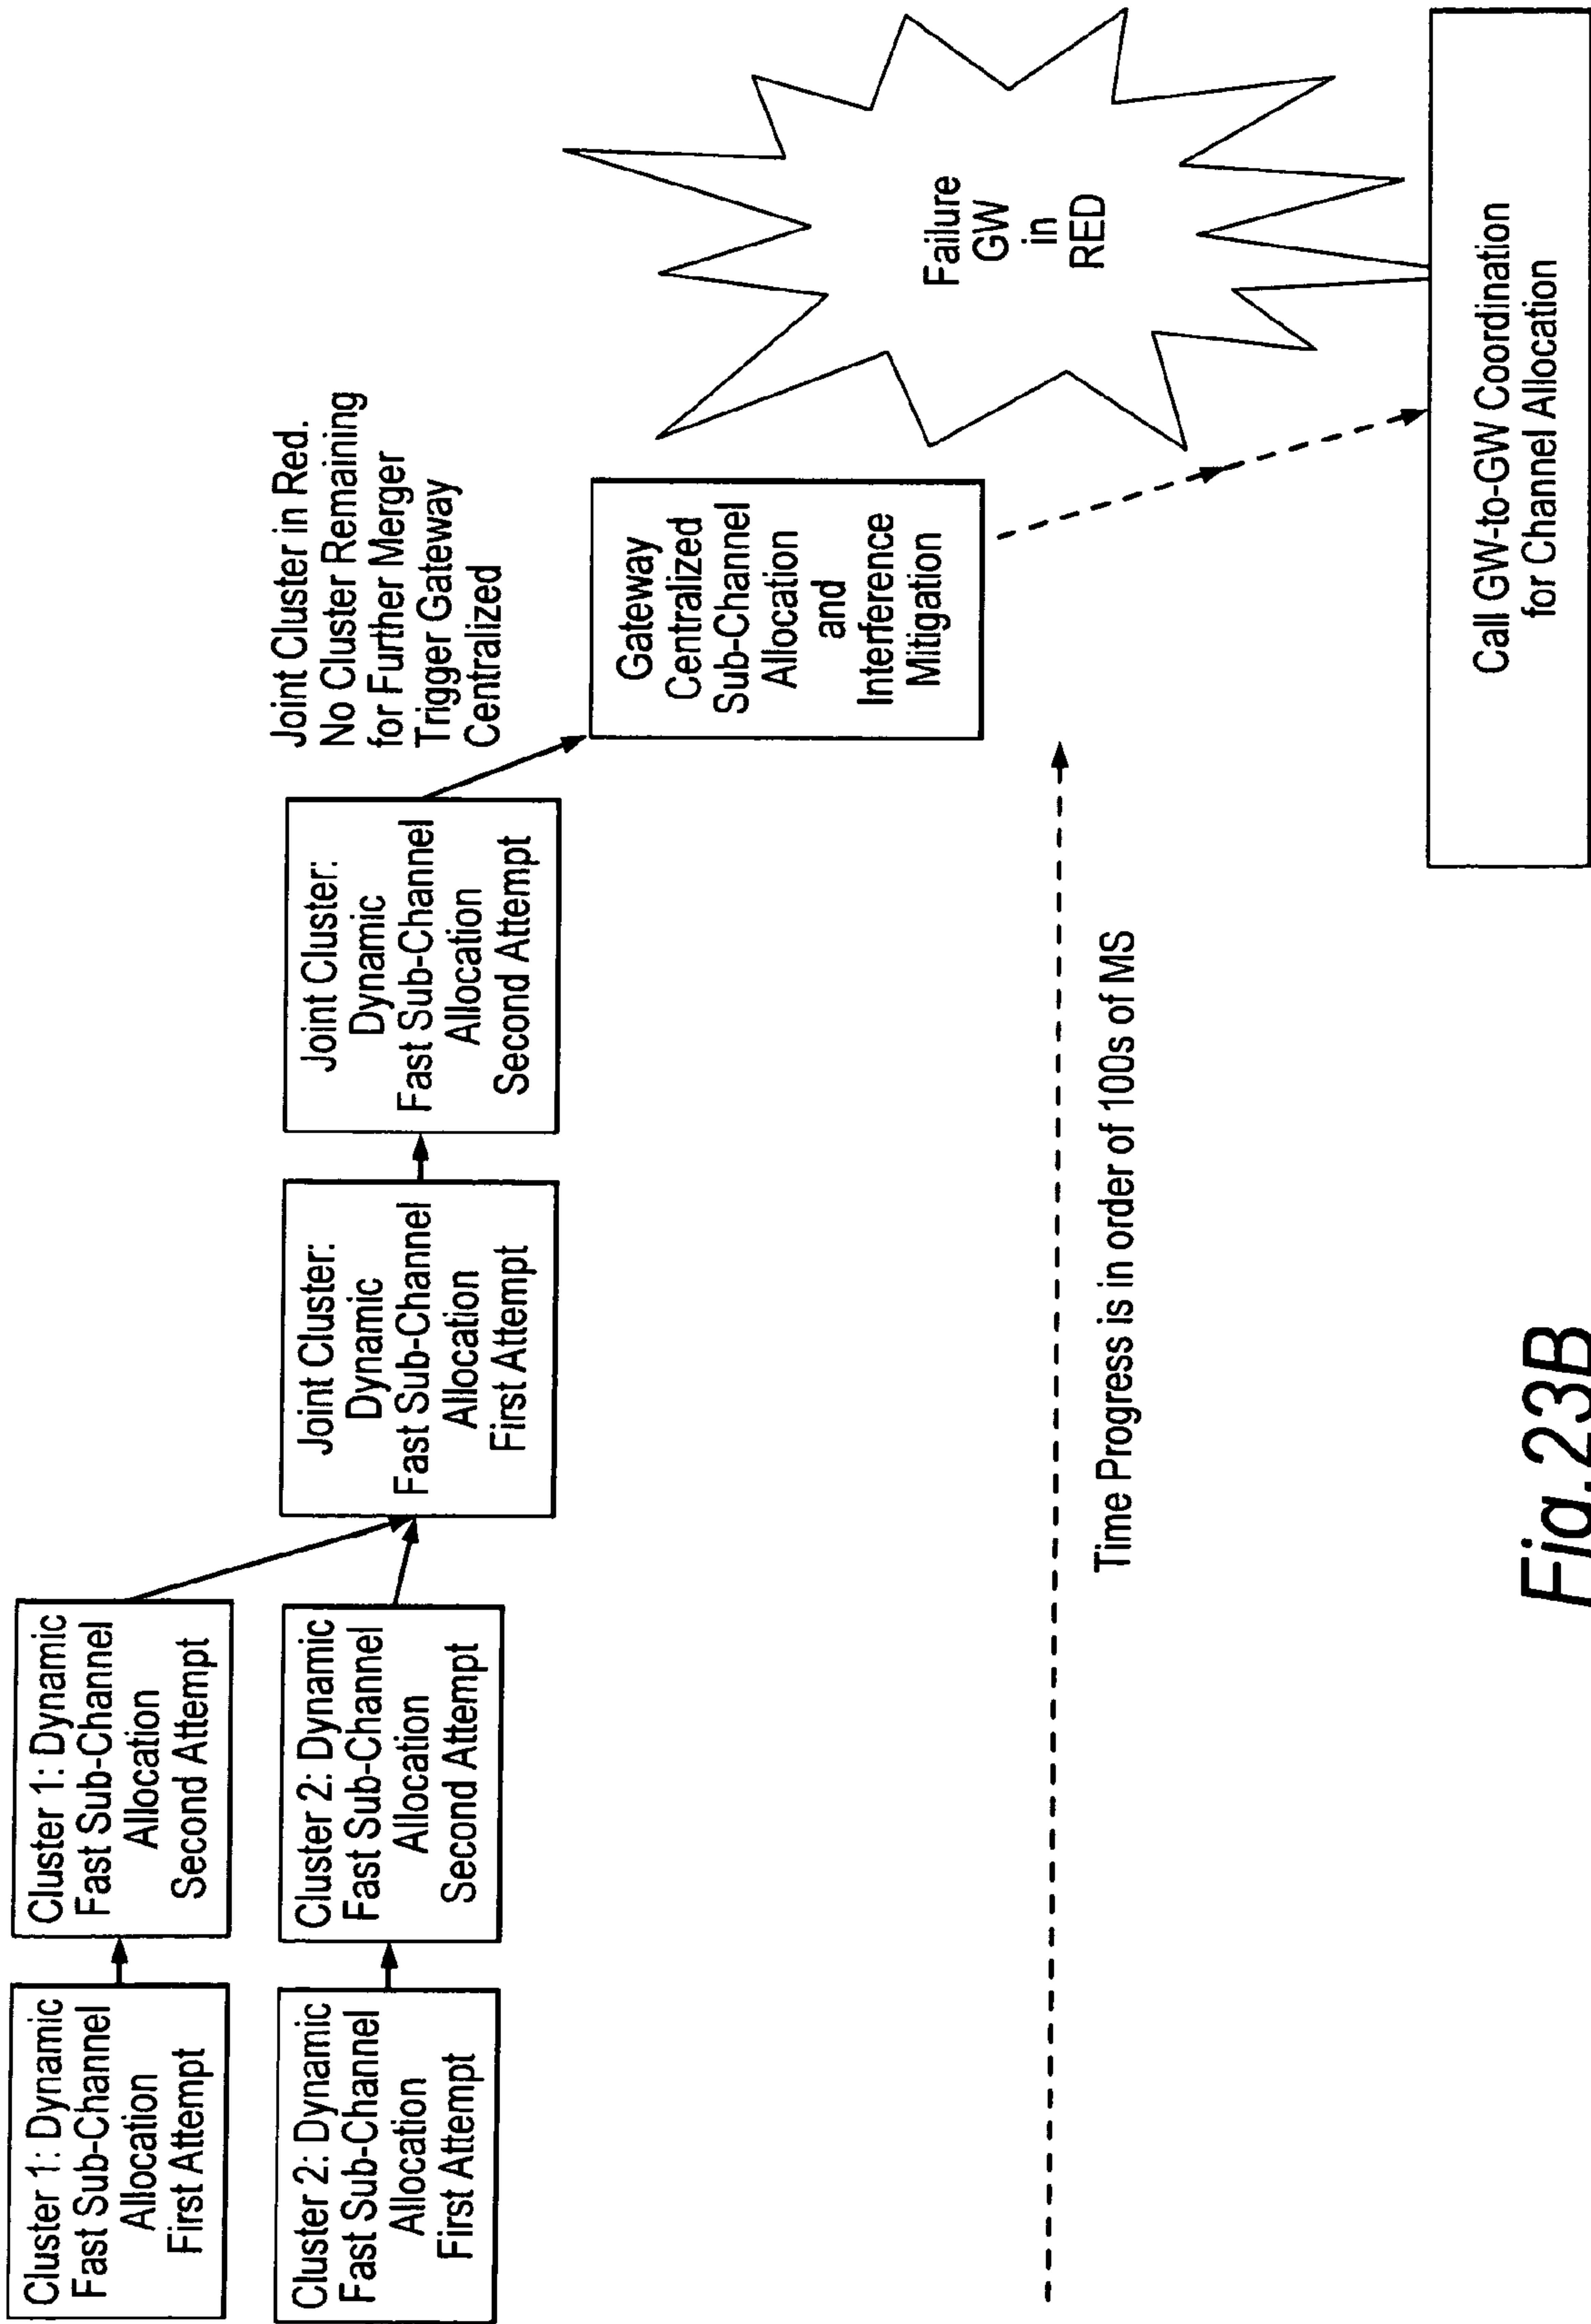 Cluster 1: Dynamic
Fast Sub-Channel
Allocation
First Attempt
Cluster 1: Dynamic
Fast Sub-Channel
Allocation
Second Attempt
Cluster 2: Dynamic
Fast Sub-Channel
Allocation
First Attempt
Cluster 2: Dynamic
Fast Sub-Channel
Allocation
Second Attempt
Joint Cluster:
Dynamic
Fast Sub-Channel
Allocation
First Attempt
Joint Cluster:
Dynamic
Fast Sub-Channel
Allocation
Second Attempt
Joint Cluster in Red.
No Cluster Remaining
for Further Merger
Trigger Gateway
Centralized
Gateway
Centralized
Sub-Channel
Allocation
and
Interference
Mitigation
Failure
GW
in
RED
Time Progress is in order of 100s of MS
Call GW-to-GW Coordination
for Channel Allocation
Fig.23B